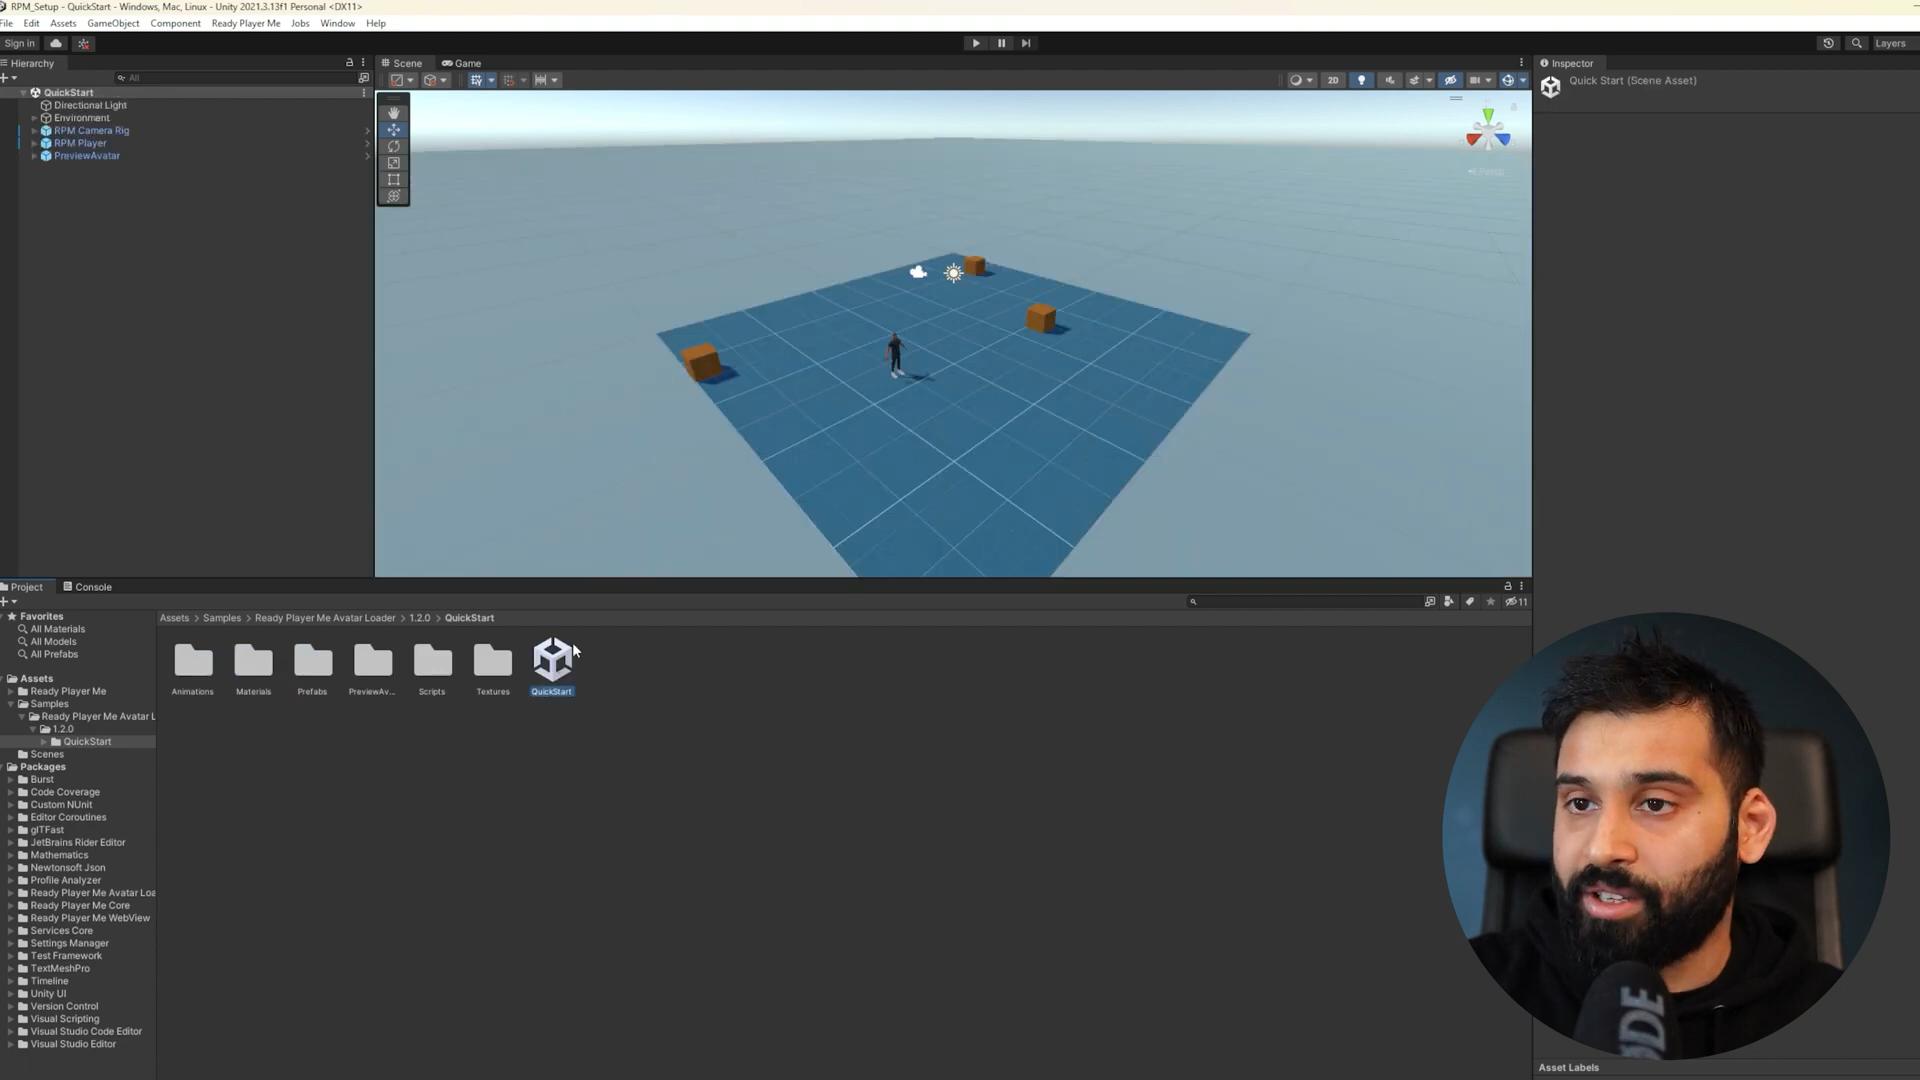 RPM_Setup - QuickStart - Windows, Mac, Linux - Unity 2021.3.13f1 Personal <DX11>
File Edit Assets GameObject Component Ready Player Me Jobs Window Help
Sign in
Layers
Hierarchy
All
QuickStart
Directional Light
Environment
RPM Camera Rig
RPM Player
PreviewAvatar
Scene Game
2D
Persp
Inspector
Quick Start (Scene Asset)
Project Console
11
Favorites
All Materials
All Models
All Prefabs
Assets
Ready Player Me
Samples
Ready Player Me Avatar L
1.2.0
QuickStart
Scenes
Packages
Burst
Code Coverage
Custom NUnit
Editor Coroutines
glTFast
JetBrains Rider Editor
Mathematics
Newtonsoft Json
Profile Analyzer
Ready Player Me Avatar Loa
Ready Player Me Core
Ready Player Me WebView
Services Core
Settings Manager
Test Framework
TextMeshPro
Timeline
Unity UI
Version Control
Visual Scripting
Visual Studio Code Editor
Visual Studio Editor
Assets > Samples > Ready Player Me Avatar Loader > 1.2.0 > QuickStart
Animations Materials Prefabs PreviewAv... Scripts Textures QuickStart
Asset Labels